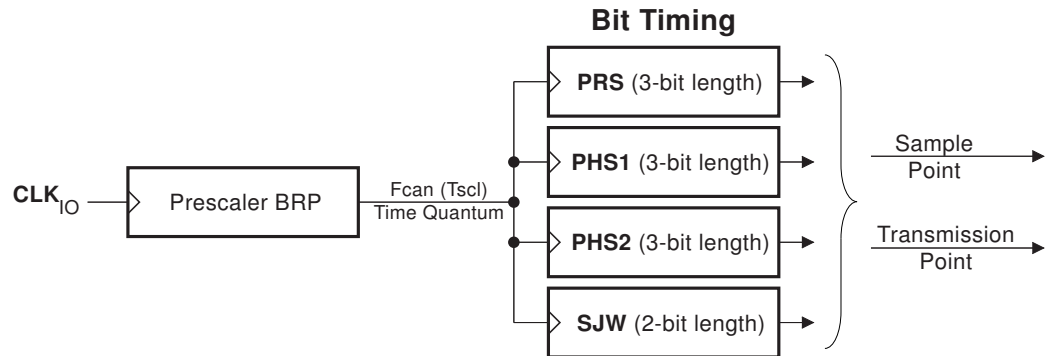 Bit Timing
PRS (3-bit length)
PHS1 (3-bit length)
Sample
Point
CLKIO
Prescaler BRP
Fcan (Tscl)
Time Quantum
PHS2 (3-bit length)
Transmission
Point
SJW (2-bit length)